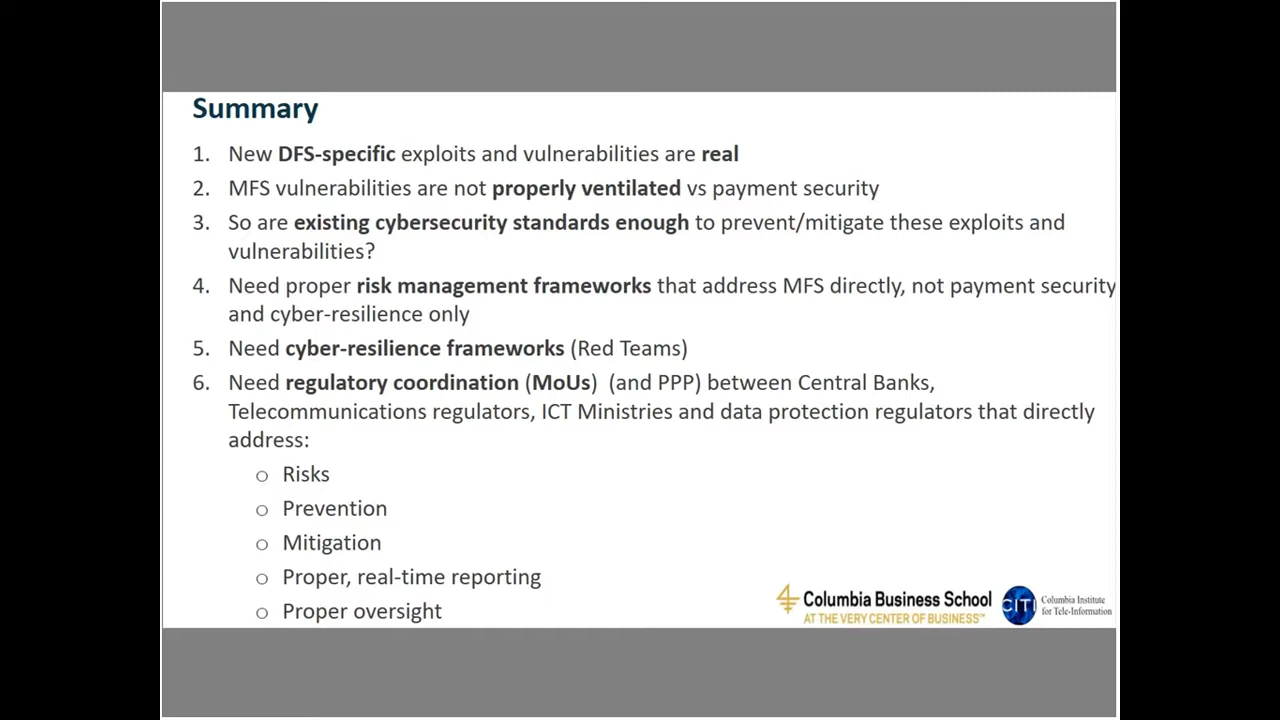 Summary
1. New DFS-specific exploits and vulnerabilities are real
2. MFS vulnerabilities are not properly ventilated vs payment security
3. So are existing cybersecurity standards enough to prevent/mitigate these exploits and
vulnerabilities?
4. Need proper risk management frameworks that address MFS directly, not payment security
and cyber-resilience only
5. Need cyber-resilience frameworks (Red Teams)
6. Need regulatory coordination (MoUs) (and PPP) between Central Banks,
Telecommunications regulators, ICT Ministries and data protection regulators that directly
address:
o Risks
o Prevention
o Mitigation
o Proper, real-time reporting
o Proper oversight
Columbia Business School
AT THE VERY CENTER OF BUSINESS™
CITI
Columbia Institute
for Tele-Information